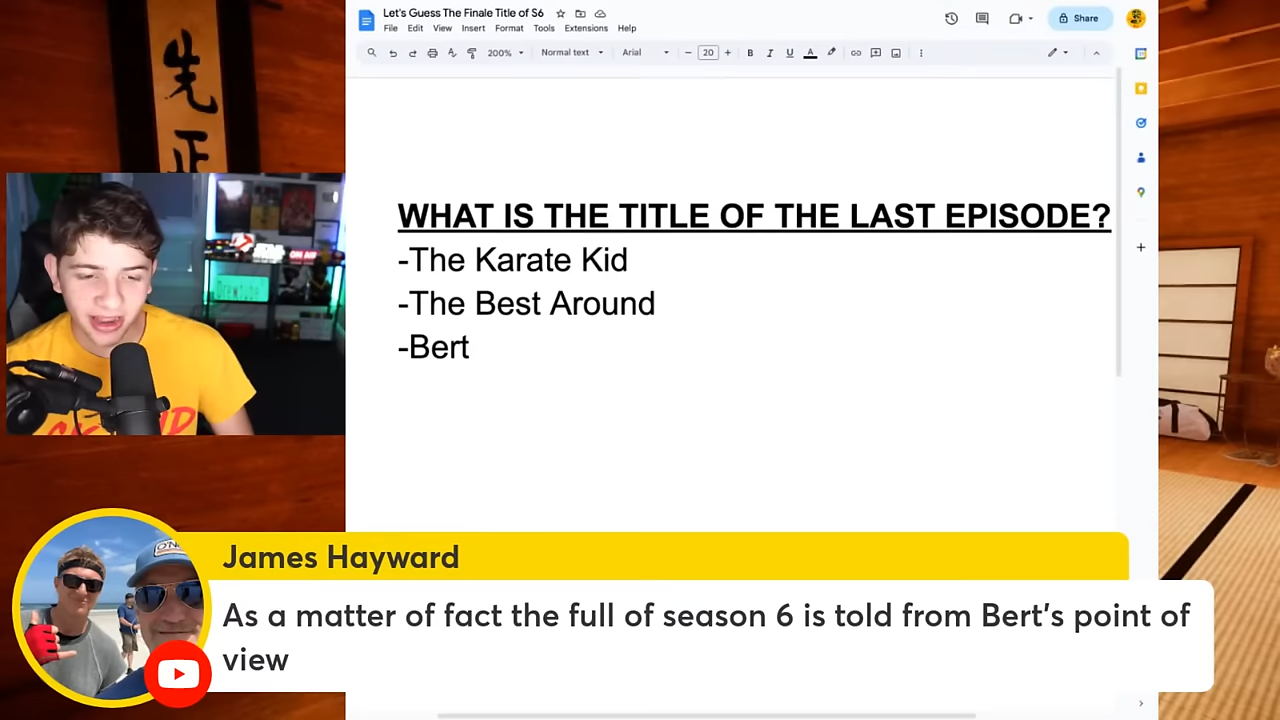 Let's Guess The Finale Title of S6
File Edit View Insert Format Tools Extensions Help
Share
200% Normal text Arial 20 B I U A
先
正
WHAT IS THE TITLE OF THE LAST EPISODE?
-The Karate Kid
-The Best Around
-Bert
James Hayward
As a matter of fact the full of season 6 is told from Bert's point of
view